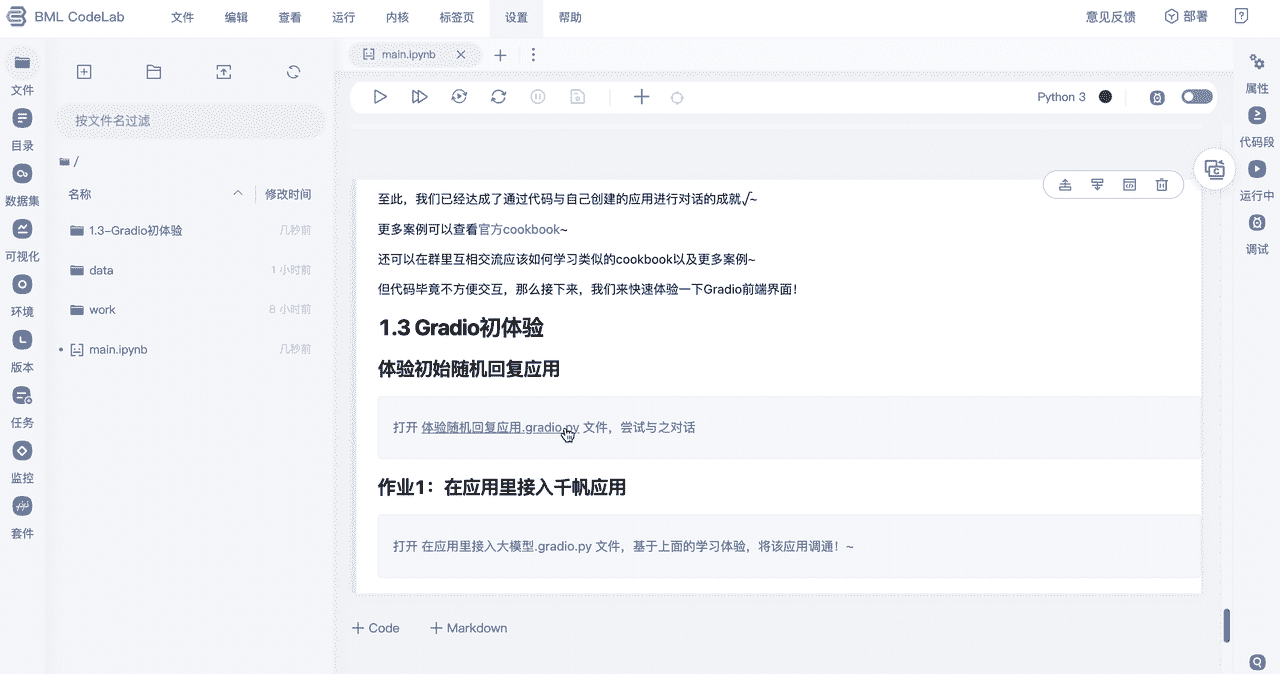 BML CodeLab
文件 编辑 查看 运行 内核 标签页 设置 帮助
意见反馈 部署
文件
目录
数据集
可视化
环境
版本
任务
监控
套件
按文件名过滤
/
名称 修改时间
1.3-Gradio初体验 几秒前
data 1 小时前
work 8 小时前
main.ipynb 几秒前
main.ipynb
Python 3
至此，我们已经达成了通过代码与自己创建的应用进行对话的成就√~
更多案例可以查看官方cookbook~
还可以在群里互相交流应该如何学习类似的cookbook以及更多案例~
但代码毕竟不方便交互，那么接下来，我们来快速体验一下Gradio前端界面！
1.3 Gradio初体验
体验初始随机回复应用
打开 体验随机回复应用.gradio.py 文件，尝试与之对话
作业1：在应用里接入千帆应用
打开 在应用里接入大模型.gradio.py 文件，基于上面的学习体验，将该应用调通！~
+ Code + Markdown
属性
代码段
运行中
调试